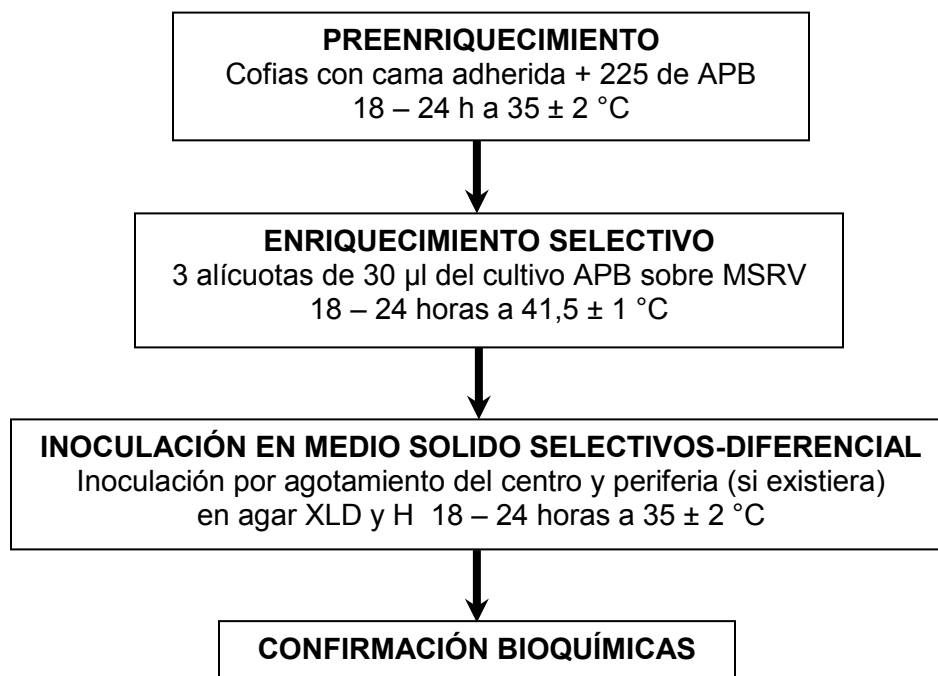 PREENRIQUECIMIENTO
Cofias con cama adherida + 225 de APB
18 – 24 h a 35 ± 2 °C
ENRIQUECIMIENTO SELECTIVO
3 alícuotas de 30 µl del cultivo APB sobre MSRV
18 – 24 horas a 41,5 ± 1 °C
INOCULACIÓN EN MEDIO SOLIDO SELECTIVOS-DIFERENCIAL
Inoculación por agotamiento del centro y periferia (si existiera)
en agar XLD y H 18 – 24 horas a 35 ± 2 °C
CONFIRMACIÓN BIOQUÍMICAS